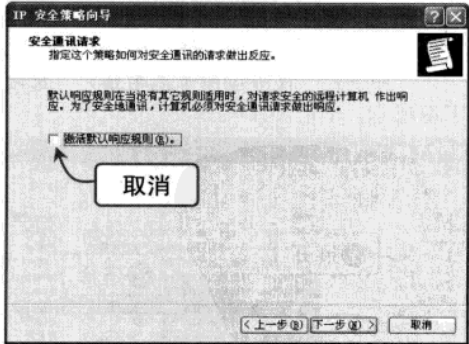 IP 安全策略向导
安全通讯请求
指定这个策略如何对安全通讯的请求做出反应。
默认响应规则在当没有其它规则适用时，对请求安全的远程计算机 作出响
应。为了安全地通讯，计算机必须对安全通讯请求做出响应。
激活默认响应规则(R)。
取消
< 上一步(B) 下一步(N) > 取消